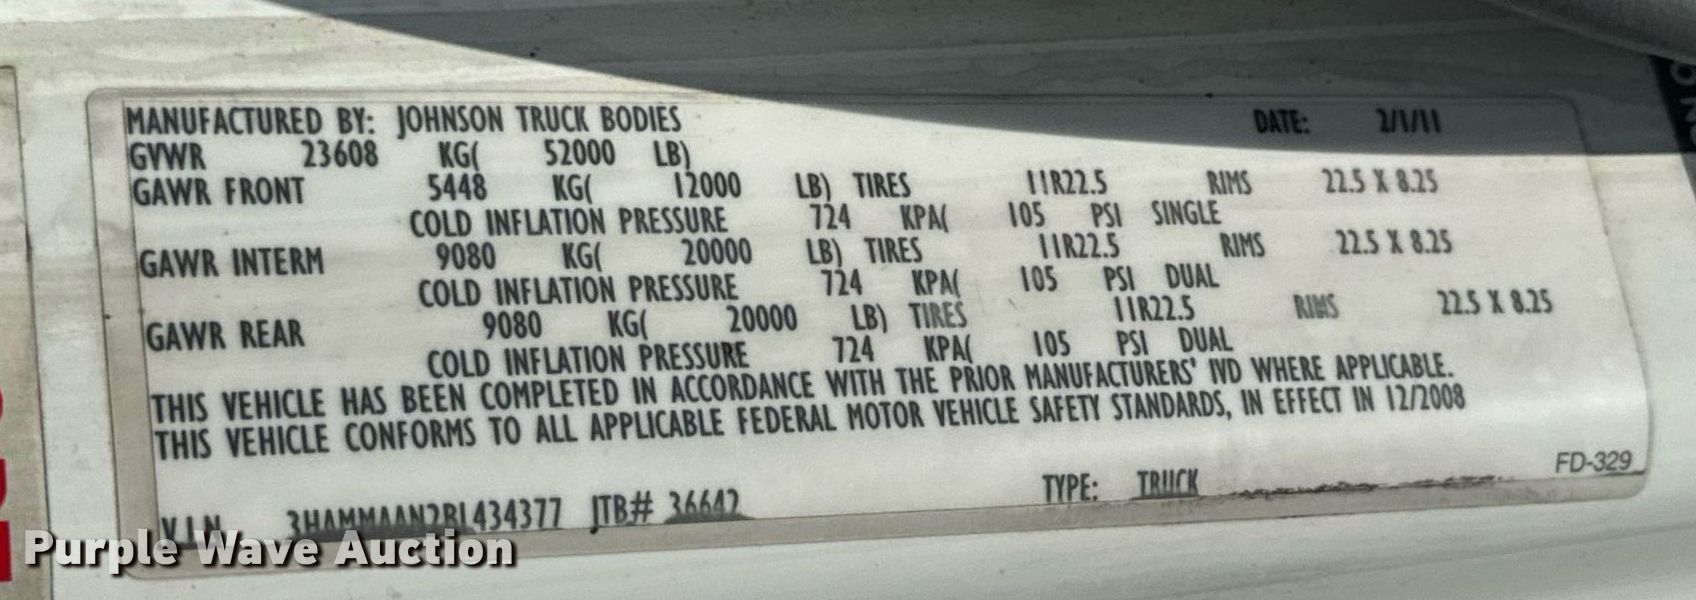 MANUFACTURED BY: JOHNSON TRUCK BODIES DATE: 2/1/11
GVWR 23608 KG( 52000 LB)
GAWR FRONT 5448 KG( 12000 LB) TIRES 11R22.5 RIMS 22.5 X 8.25
COLD INFLATION PRESSURE 724 KPA( 105 PSI SINGLE
GAWR INTERM 9080 KG( 20000 LB) TIRES 11R22.5 RIMS 22.5 X 8.25
COLD INFLATION PRESSURE 724 KPA( 105 PSI DUAL
GAWR REAR 9080 KG( 20000 LB) TIRES 11R22.5 RIMS 22.5 X 8.25
COLD INFLATION PRESSURE 724 KPA( 105 PSI DUAL
THIS VEHICLE HAS BEEN COMPLETED IN ACCORDANCE WITH THE PRIOR MANUFACTURERS' IVD WHERE APPLICABLE.
THIS VEHICLE CONFORMS TO ALL APPLICABLE FEDERAL MOTOR VEHICLE SAFETY STANDARDS, IN EFFECT IN 12/2008
FD-329
V.I.N. 3HAMMAAN2BL434377 JTB# 36642 TYPE: TRUCK
Purple Wave Auction